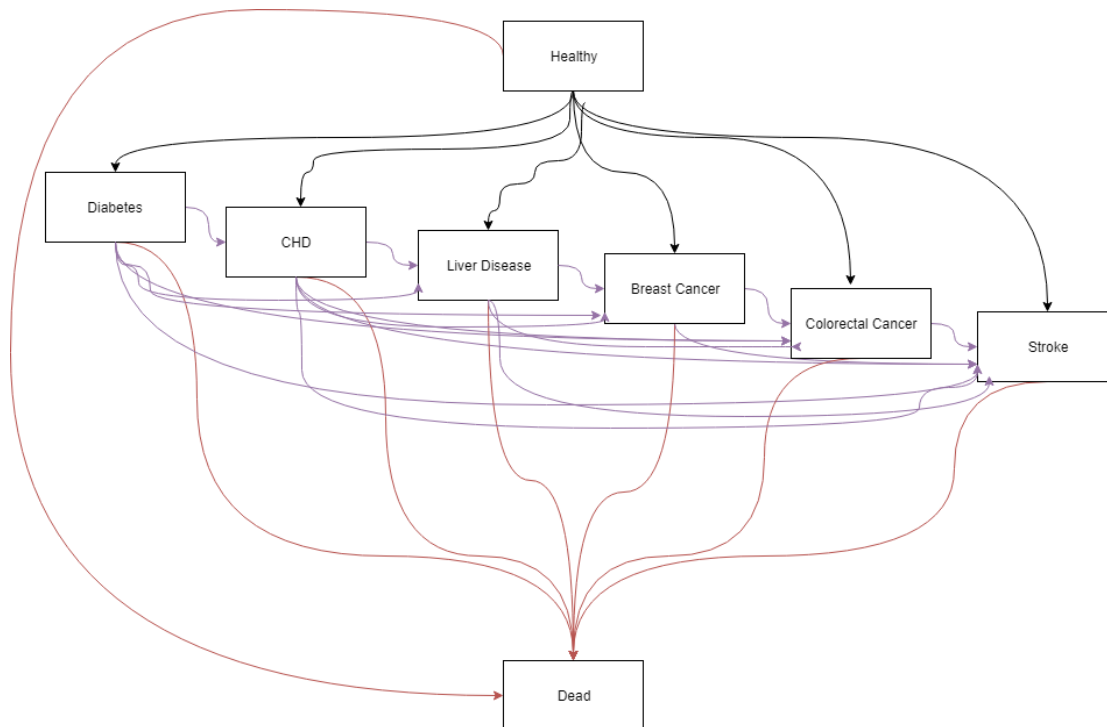 Healthy
Diabetes
CHD
Liver Disease
Breast Cancer
Colorectal Cancer
Stroke
Dead